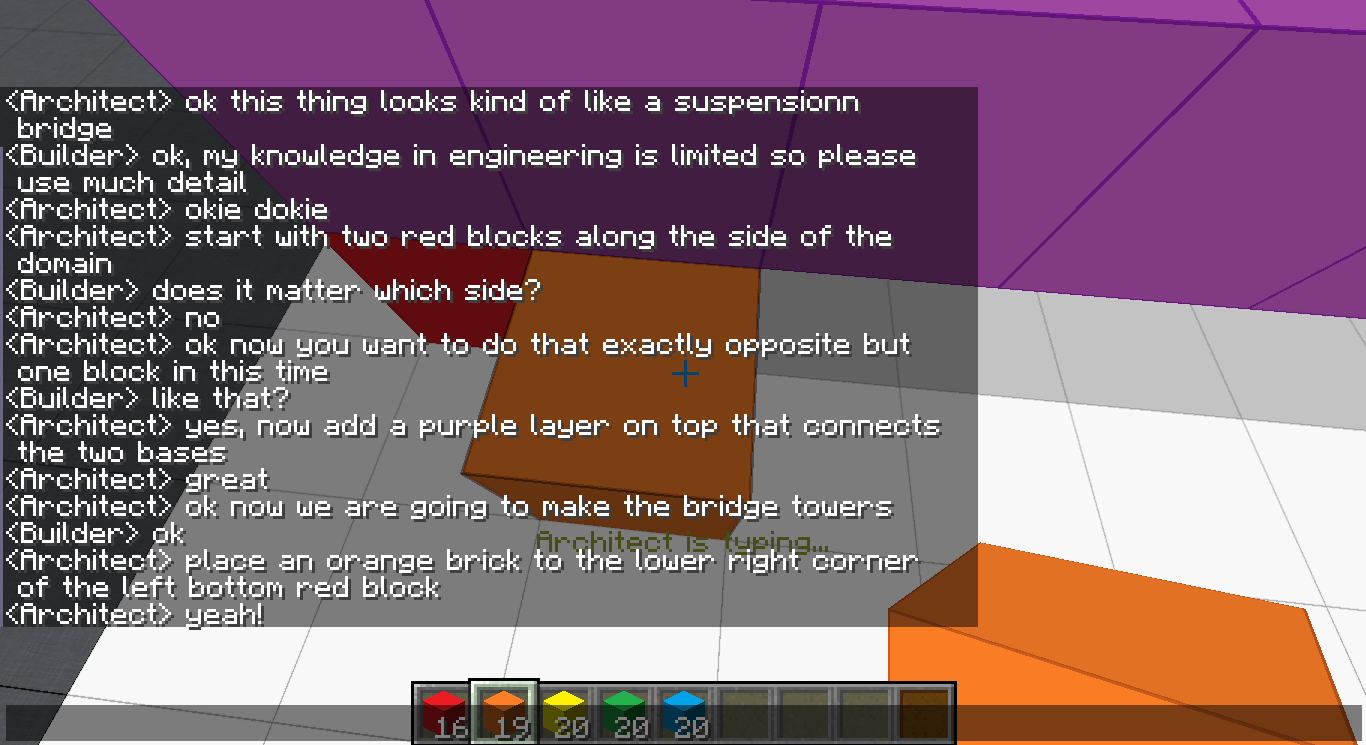 <Architect> ok this thing looks kind of like a suspensionn
bridge
<Builder> ok, my knowledge in engineering is limited so please
use much detail
<Architect> okie dokie
<Architect> start with two red blocks along the side of the
domain
<Builder> does it matter which side?
<Architect> no
<Architect> ok now you want to do that exactly opposite but
one block in this time
<Builder> like that?
<Architect> yes, now add a purple layer on top that connects
the two bases
<Architect> great
<Architect> ok now we are going to make the bridge towers
<Builder> ok
Architect is typing...
<Architect> place an orange brick to the lower right corner
of the left bottom red block
<Architect> yeah!
16 19 20 20 20